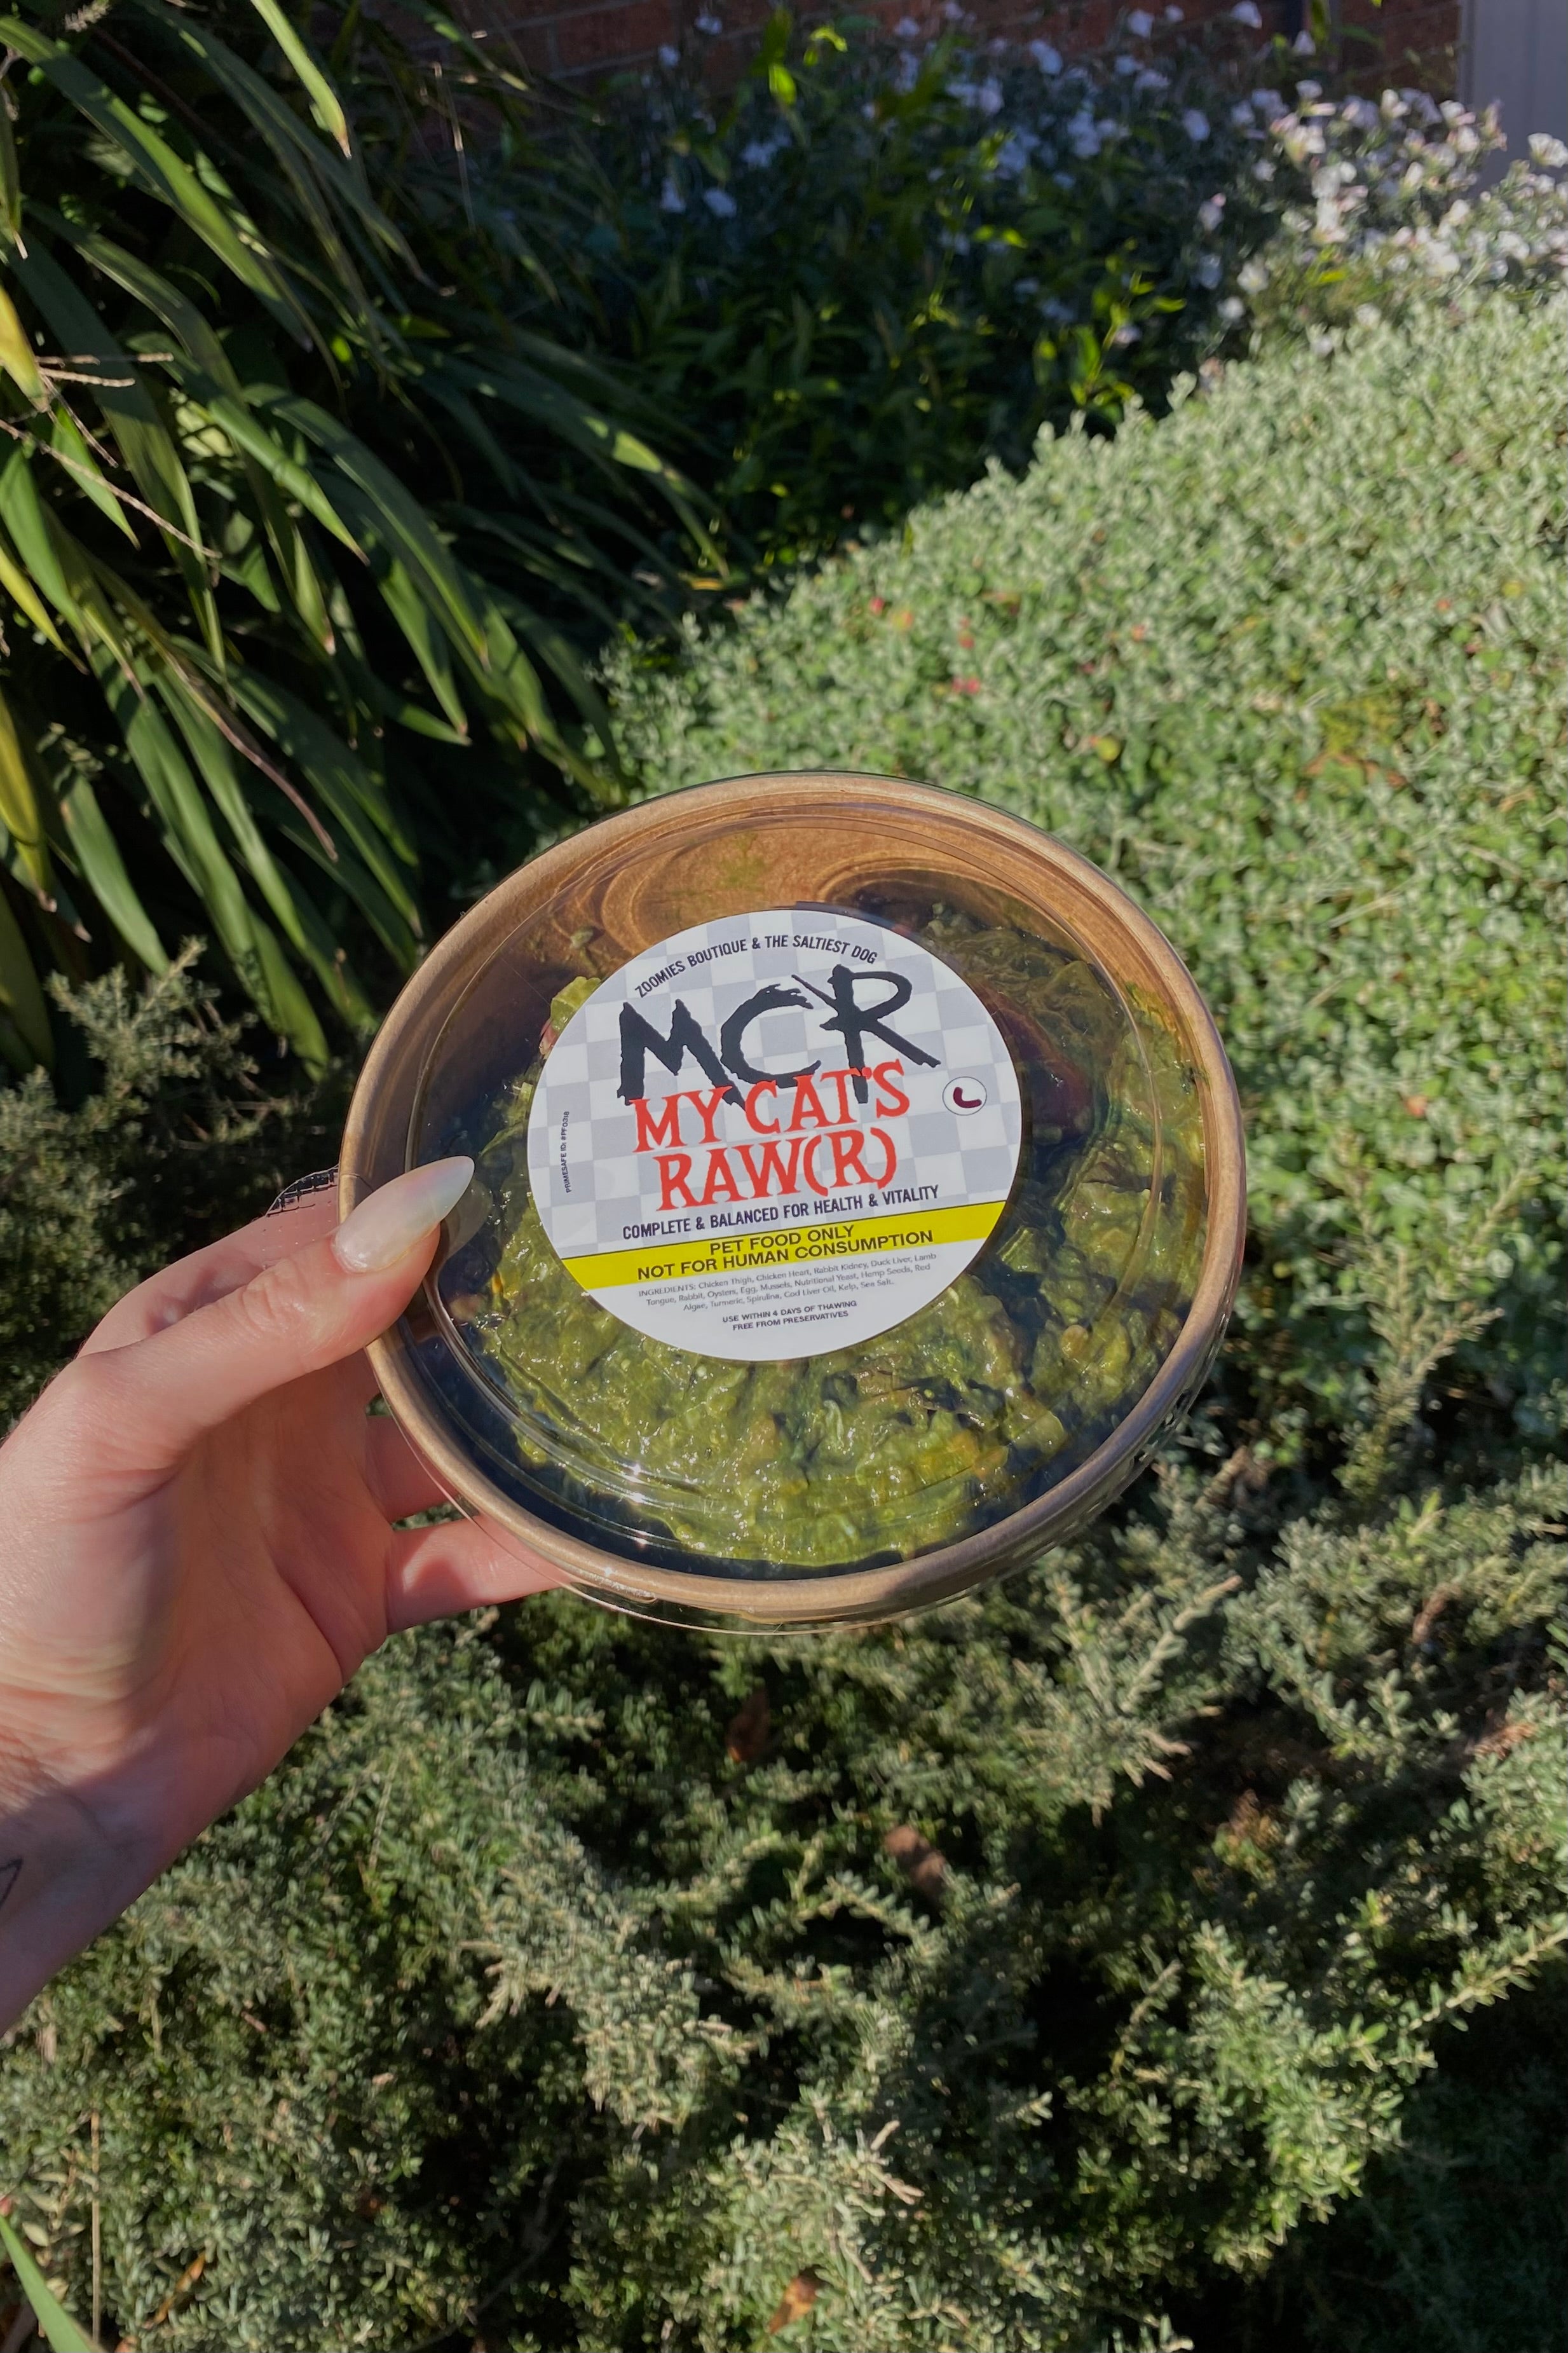 ZOOMIES BOUTIQUE & THE SALTIEST DOG
MCR
MY CAT'S
RAW(R)
COMPLETE & BALANCED FOR HEALTH & VITALITY
PET FOOD ONLY
NOT FOR HUMAN CONSUMPTION
INGREDIENTS: Chicken Thigh, Chicken Heart, Rabbit Kidney, Duck Liver, Lamb
Tongue, Rabbit, Oysters, Egg, Mussels, Nutritional Yeast, Hemp Seeds, Red
Algae, Turmeric, Spirulina, Cod Liver Oil, Kelp, Sea Salt.
USE WITHIN 4 DAYS OF THAWING
FREE FROM PRESERVATIVES
PRIMESAFE ID:
C